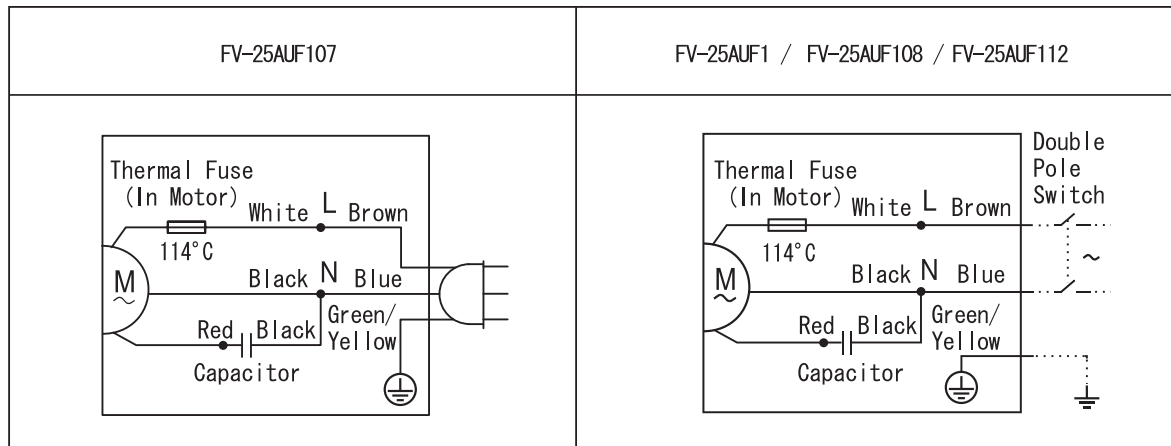 FV-25AUF107
FV-25AUF1 / FV-25AUF108 / FV-25AUF112
Thermal Fuse
(In Motor)
White L Brown
114°C
M
Black N Blue
Green/
Yellow
Red Black
Capacitor
Double
Pole
Switch
Thermal Fuse
(In Motor)
White L Brown
114°C
M
Black N Blue
Green/
Yellow
Red Black
Capacitor